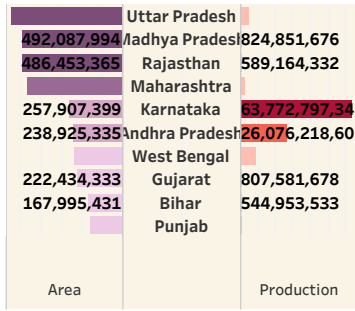 Uttar Pradesh
492,087,994 Madhya Pradesh 824,851,676
486,453,365 Rajasthan 589,164,332
Maharashtra
257,907,399 Karnataka 63,772,797,34
238,925,335 Andhra Pradesh 26,076,218,60
West Bengal
222,434,333 Gujarat 807,581,678
167,995,431 Bihar 544,953,533
Punjab
Area Production